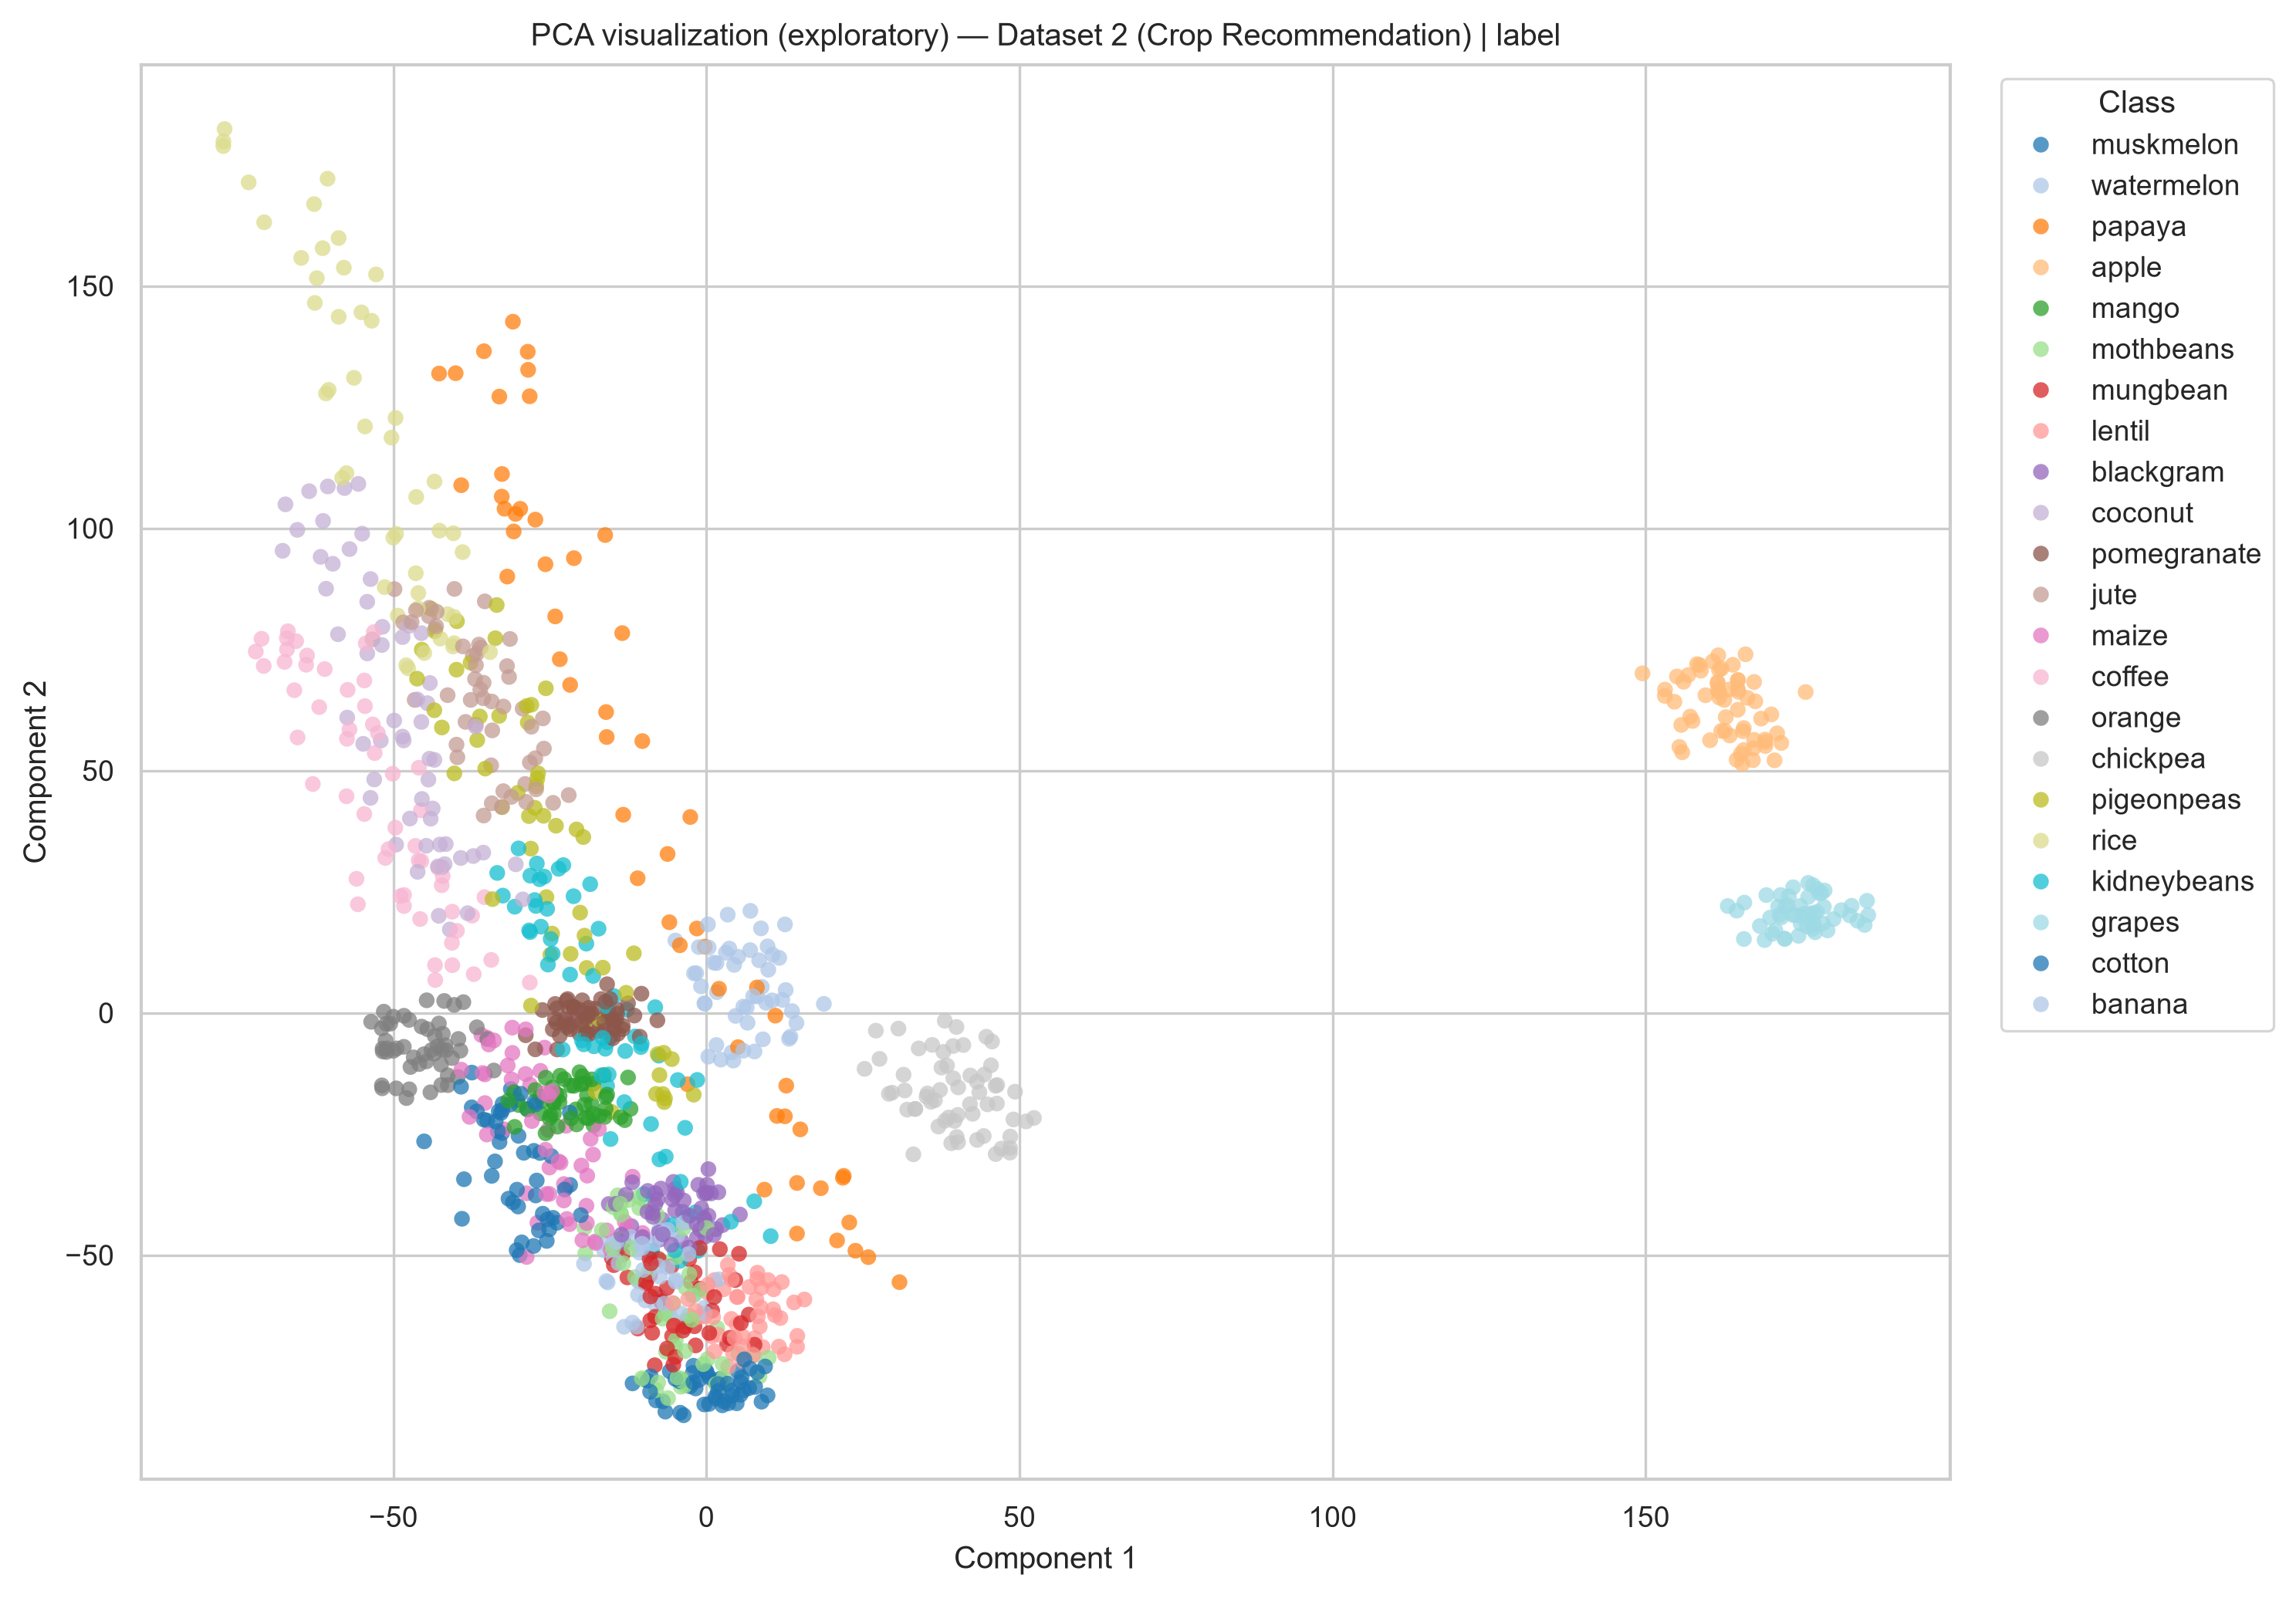 PCA visualization (exploratory) — Dataset 2 (Crop Recommendation) | label
Class
muskmelon
watermelon
papaya
apple
mango
mothbeans
mungbean
lentil
blackgram
coconut
pomegranate
jute
maize
coffee
orange
chickpea
pigeonpeas
rice
kidneybeans
grapes
cotton
banana
Component 2
150
100
50
0
−50
−50
0
50
100
150
Component 1